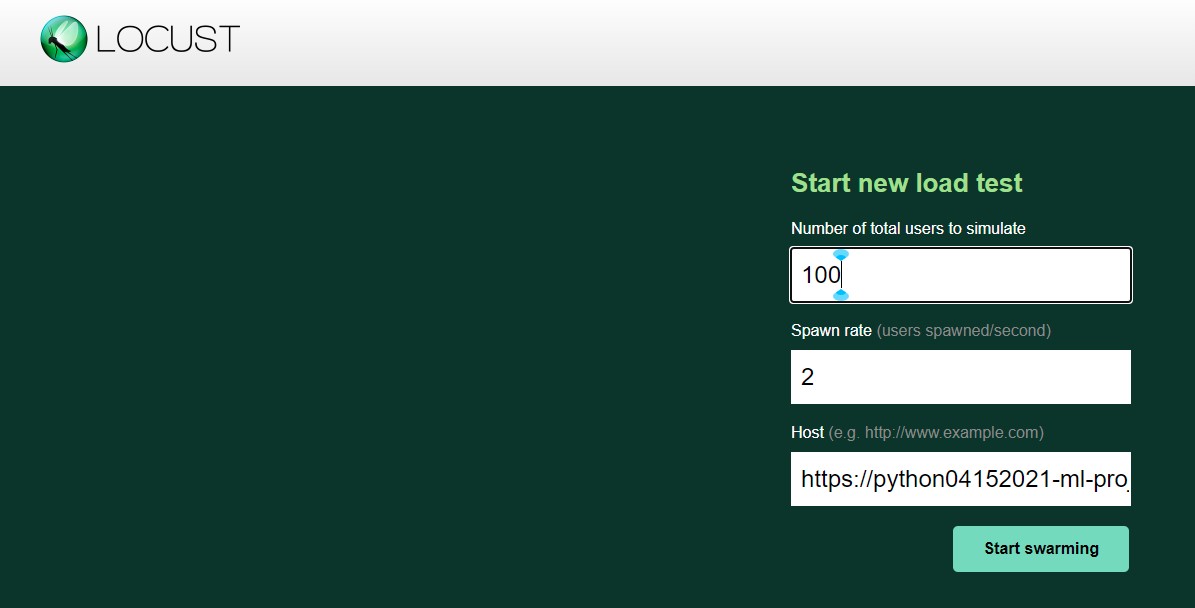 LOCUST
Start new load test
Number of total users to simulate
100
Spawn rate (users spawned/second)
2
Host (e.g. http://www.example.com)
https://python04152021-ml-pro
Start swarming